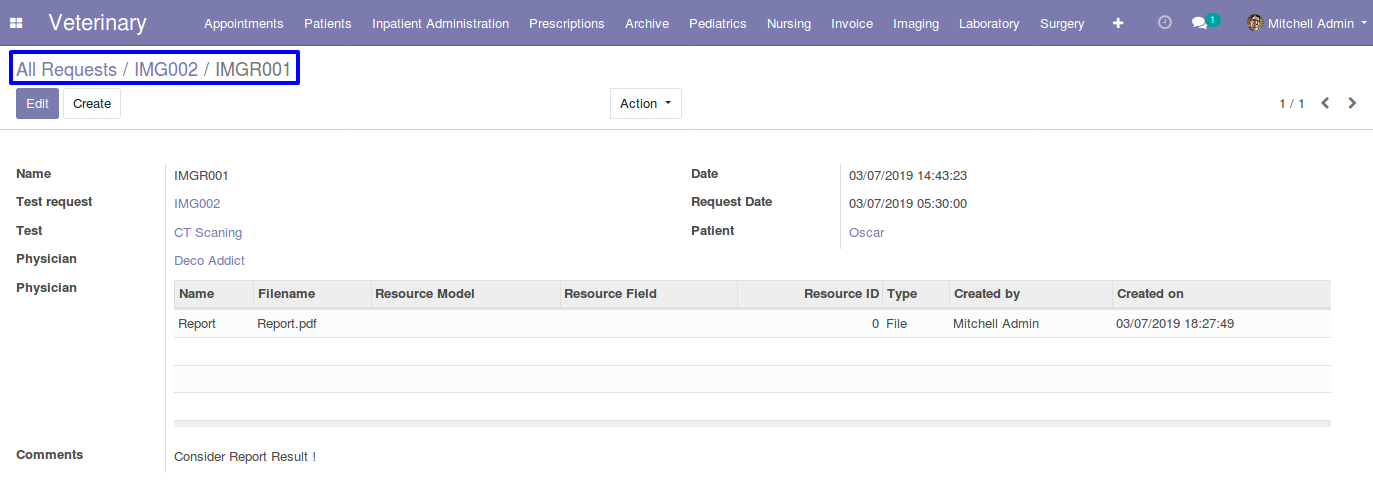 Veterinary Appointments Patients Inpatient Administration Prescriptions Archive Pediatrics Nursing Invoice Imaging Laboratory Surgery 1 Mitchell Admin
All Requests / IMG002 / IMGR001
Edit Create Action 1 / 1
Name IMGR001 Date 03/07/2019 14:43:23
Test request IMG002 Request Date 03/07/2019 05:30:00
Test CT Scaning Patient Oscar
Physician Deco Addict
Physician
Name Filename Resource Model Resource Field Resource ID Type Created by Created on
Report Report.pdf 0 File Mitchell Admin 03/07/2019 18:27:49
Comments Consider Report Result !